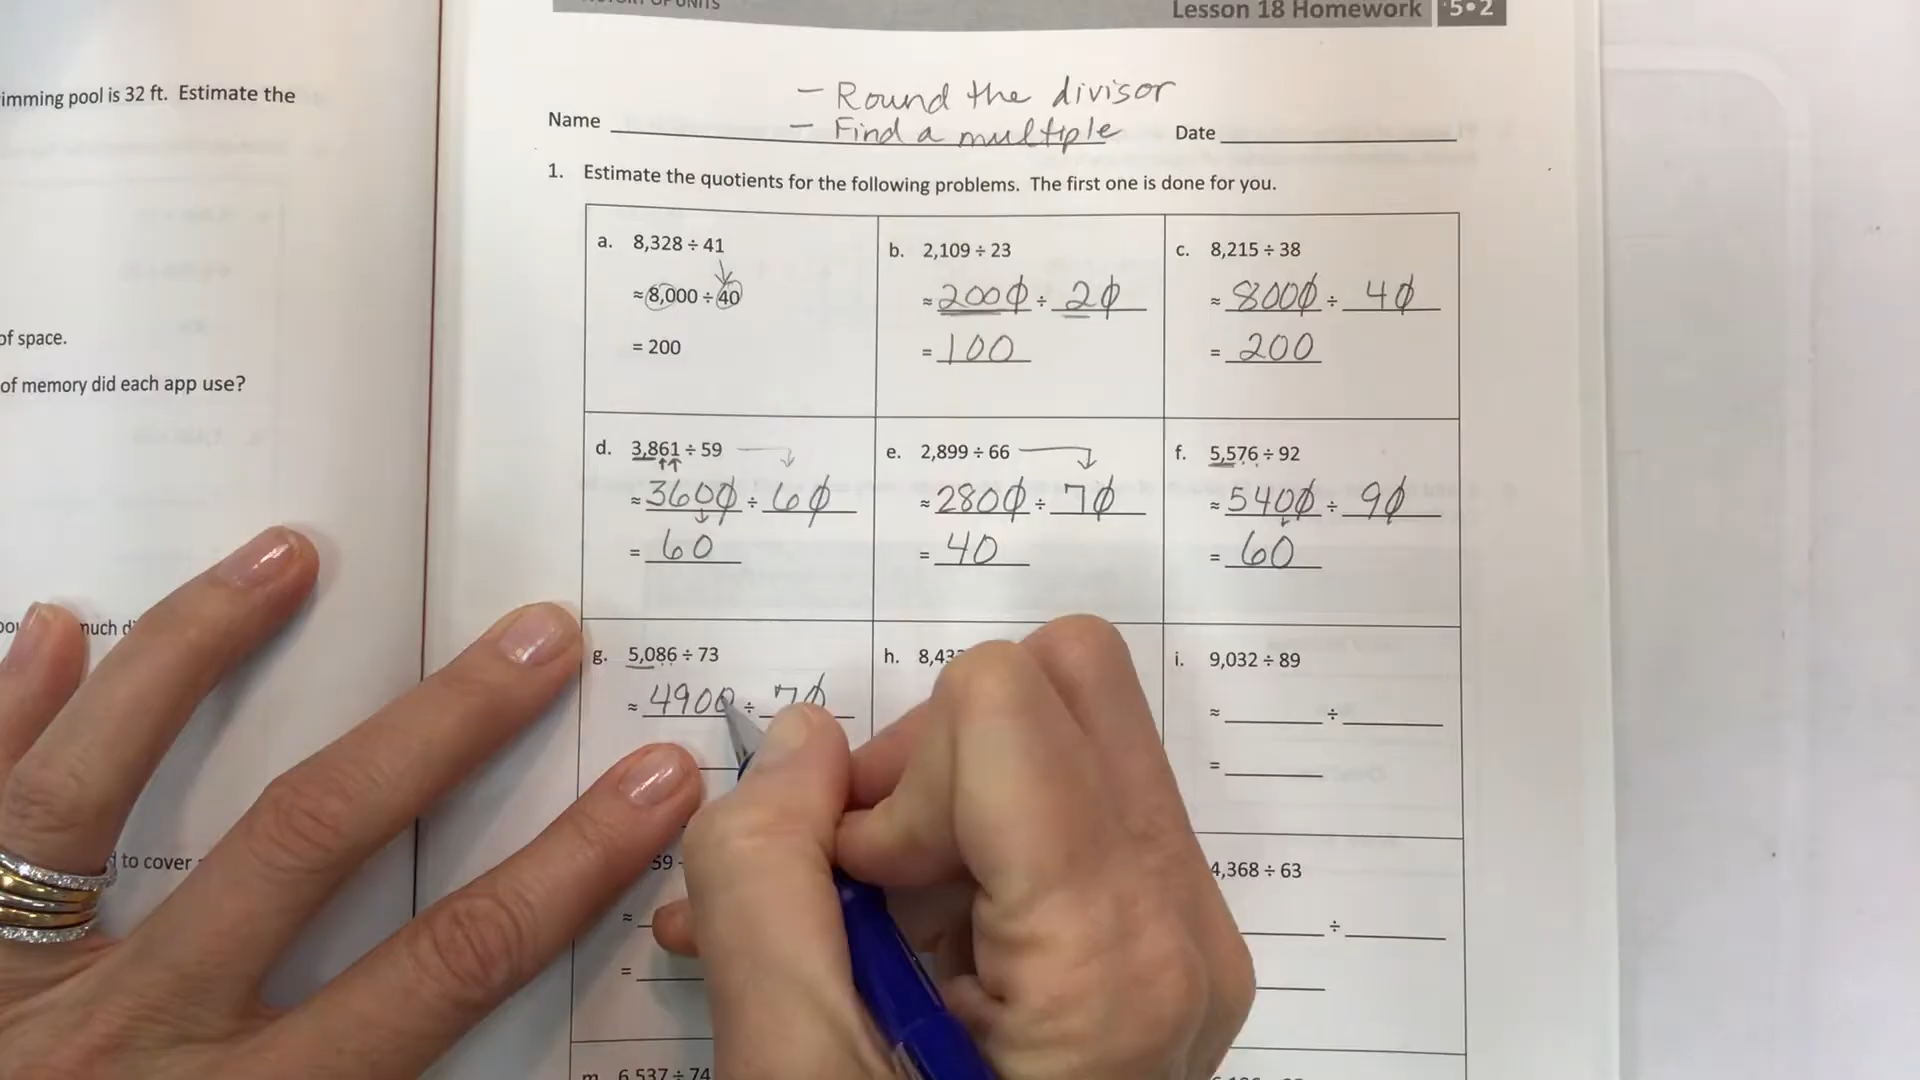 Lesson 18 Homework 5•2
imming pool is 32 ft. Estimate the
of space.
of memory did each app use?
much d
to cover
– Round the divisor
– Find a multiple
Name
Date
1. Estimate the quotients for the following problems. The first one is done for you.
a. 8,328 ÷ 41
≈ 8,000 ÷ 40
= 200
b. 2,109 ÷ 23
≈ 2000 ÷ 20
= 100
c. 8,215 ÷ 38
≈ 8000 ÷ 40
= 200
d. 3,861 ÷ 59
≈ 3600 ÷ 60
= 60
e. 2,899 ÷ 66
≈ 2800 ÷ 70
= 40
f. 5,576 ÷ 92
≈ 5400 ÷ 90
= 60
g. 5,086 ÷ 73
≈ 4900 ÷ 70
h. 8,43
i. 9,032 ÷ 89
≈ ÷
=
59
≈
=
4,368 ÷ 63
÷
m. 6,537 ÷ 74